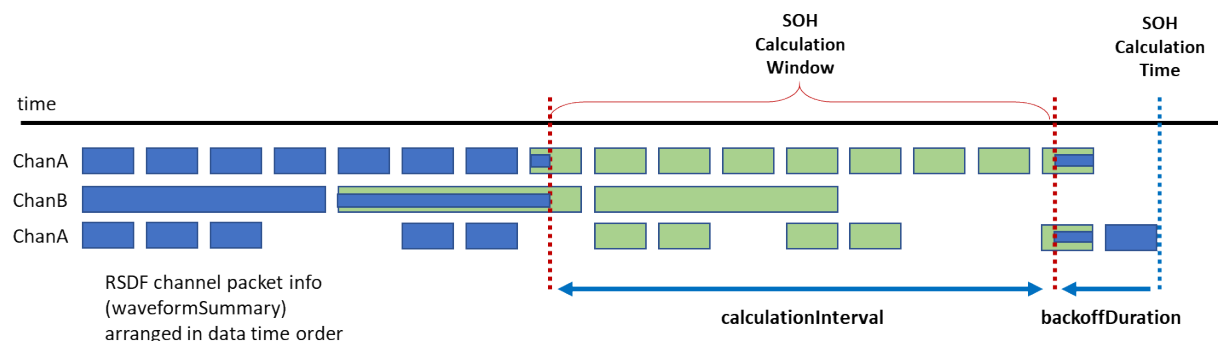 SOH
Calculation
Window
SOH
Calculation
Time
time
ChanA
ChanB
ChanA
RSDF channel packet info
(waveformSummary)
arranged in data time order
calculationInterval
backoffDuration